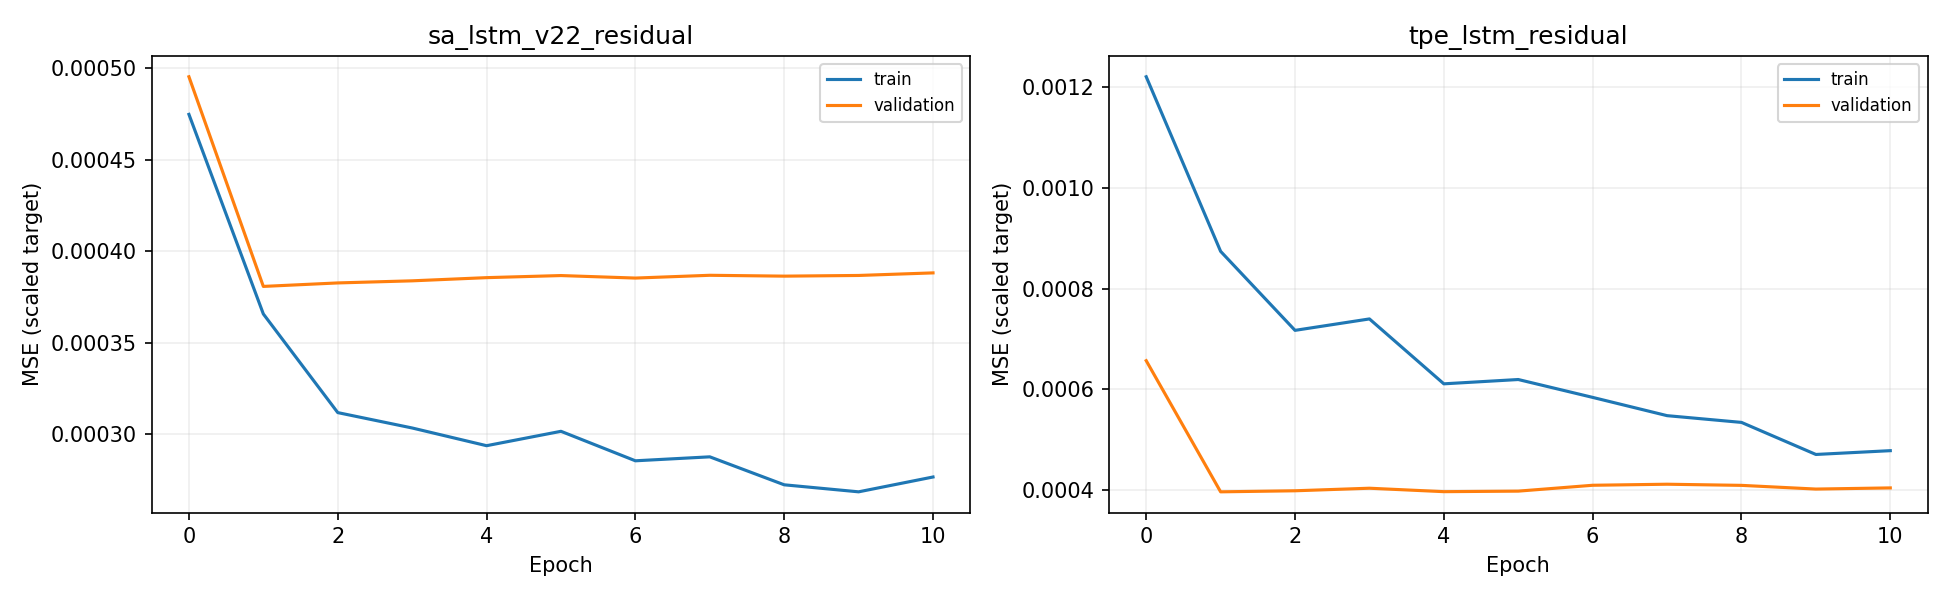 sa_lstm_v22_residual
MSE (scaled target)
0.00050
0.00045
0.00040
0.00035
0.00030
0 2 4 6 8 10
Epoch
train
validation
tpe_lstm_residual
MSE (scaled target)
0.0012
0.0010
0.0008
0.0006
0.0004
0 2 4 6 8 10
Epoch
train
validation